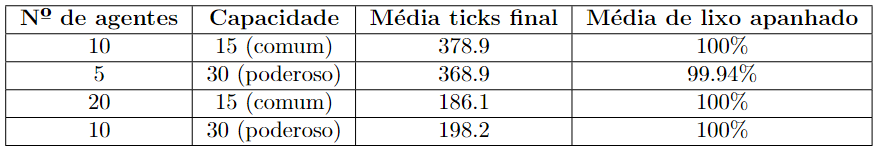 Nº de agentes Capacidade Média ticks final Média de lixo apanhado
10 15 (comum) 378.9 100%
5 30 (poderoso) 368.9 99.94%
20 15 (comum) 186.1 100%
10 30 (poderoso) 198.2 100%